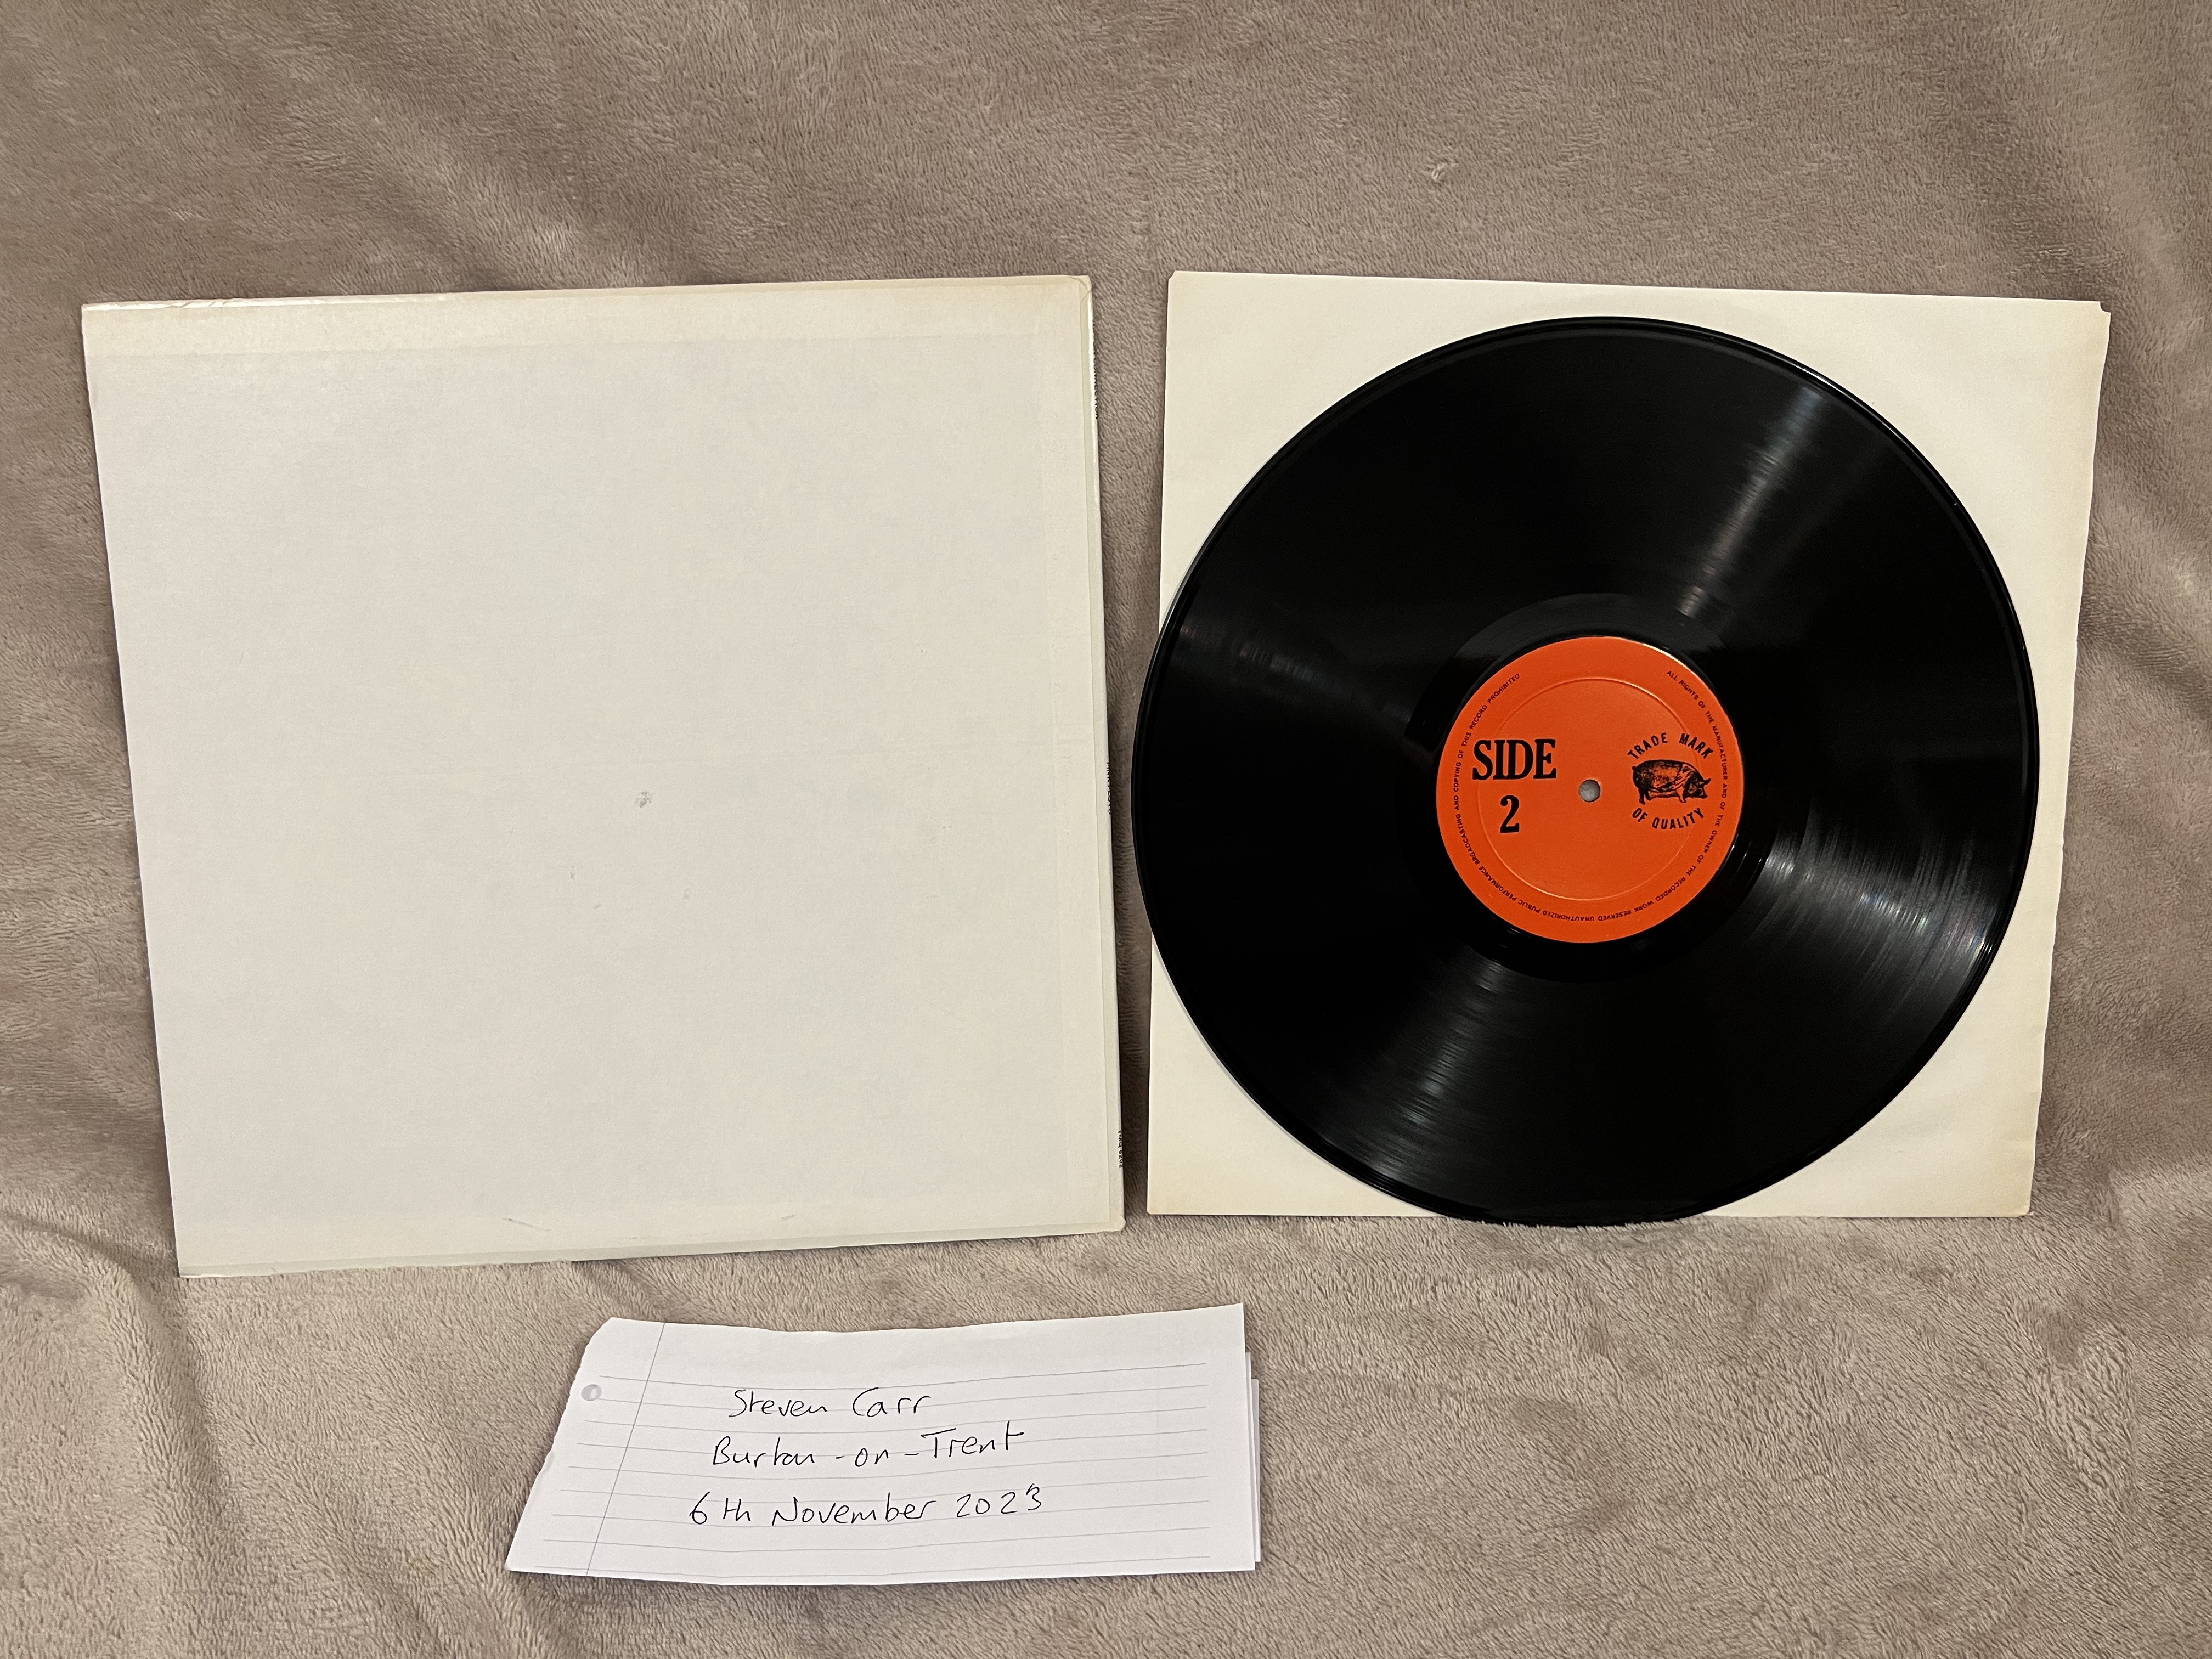 SIDE
2
TRADE MARK
OF QUALITY
ALL RIGHTS OF THE MANUFACTURER AND OF THE OWNER OF THE RECORDED WORK RESERVED UNAUTHORIZED PUBLIC PERFORMANCE BROADCASTING AND COPYING OF THIS RECORD PROHIBITED
Steven Carr
Burton-on-Trent
6th November 2023